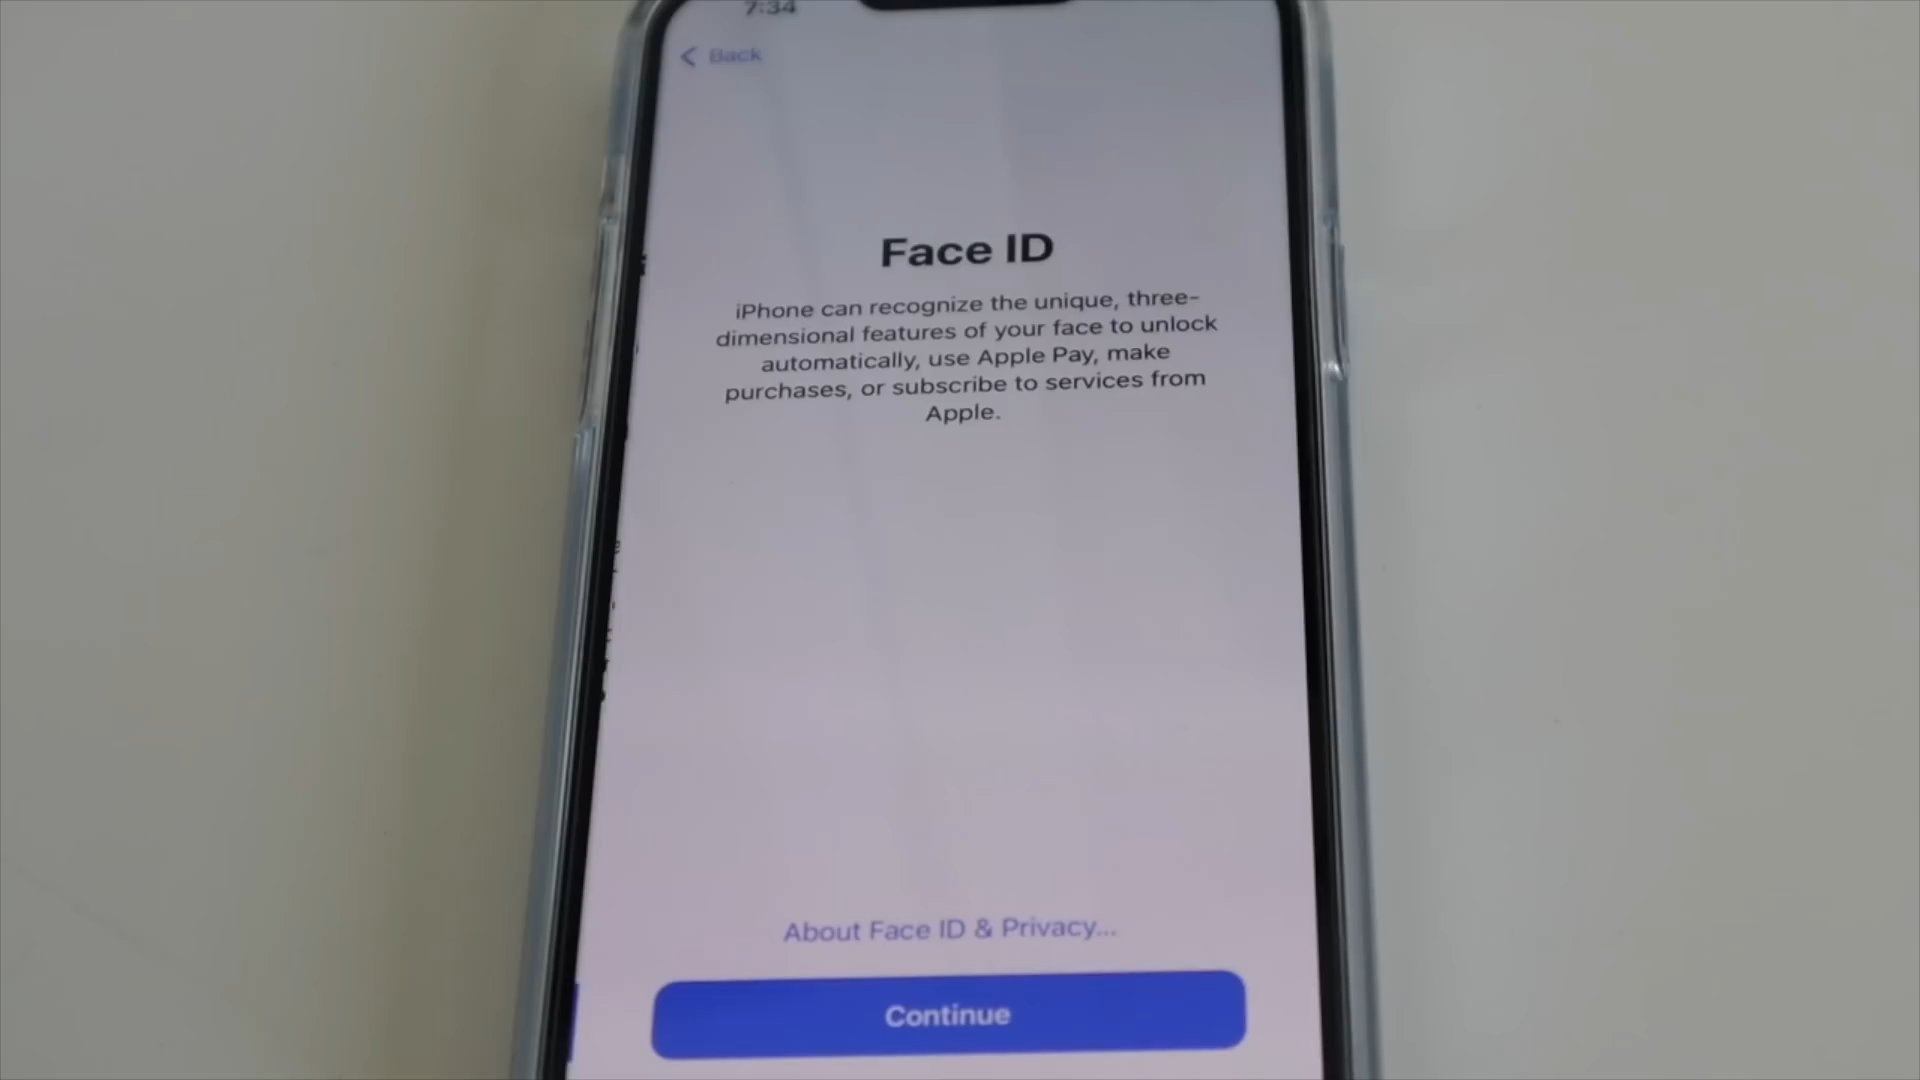 7:34
Back
Face ID
iPhone can recognize the unique, three-
dimensional features of your face to unlock
automatically, use Apple Pay, make
purchases, or subscribe to services from
Apple.
About Face ID & Privacy...
Continue